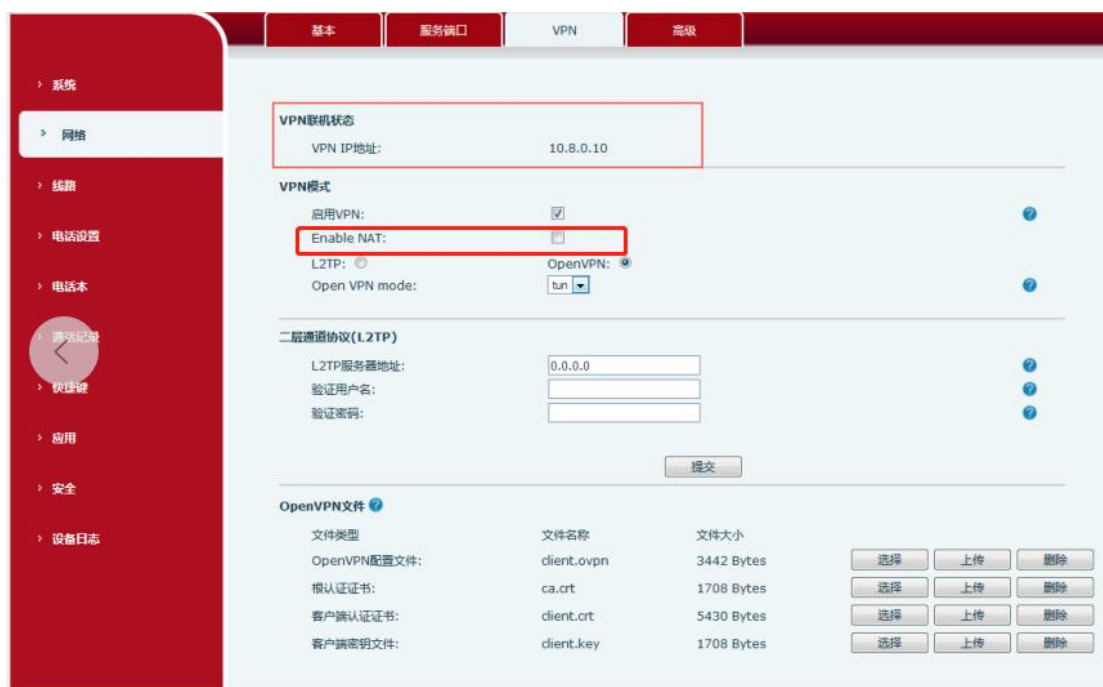 基本 服务端口 VPN 高级
系统
网络
线路
电话设置
电话本
通话记录
快捷键
应用
安全
设备日志
VPN联机状态
VPN IP地址: 10.8.0.10
VPN模式
启用VPN:
Enable NAT:
L2TP: OpenVPN:
Open VPN mode: tun
二层通道协议(L2TP)
L2TP服务器地址: 0.0.0.0
验证用户名:
验证密码:
提交
OpenVPN文件
文件类型 文件名称 文件大小
OpenVPN配置文件: client.ovpn 3442 Bytes 选择 上传 删除
根认证证书: ca.crt 1708 Bytes 选择 上传 删除
客户端认证证书: client.crt 5430 Bytes 选择 上传 删除
客户端密钥文件: client.key 1708 Bytes 选择 上传 删除